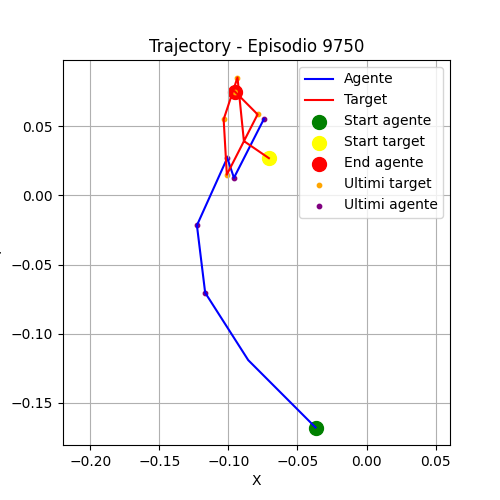 Trajectory - Episodio 9750
Agente
Target
Start agente
Start target
End agente
Ultimi target
Ultimi agente
0.05
0.00
−0.05
−0.10
−0.15
−0.20
−0.15
−0.10
−0.05
0.00
0.05
X